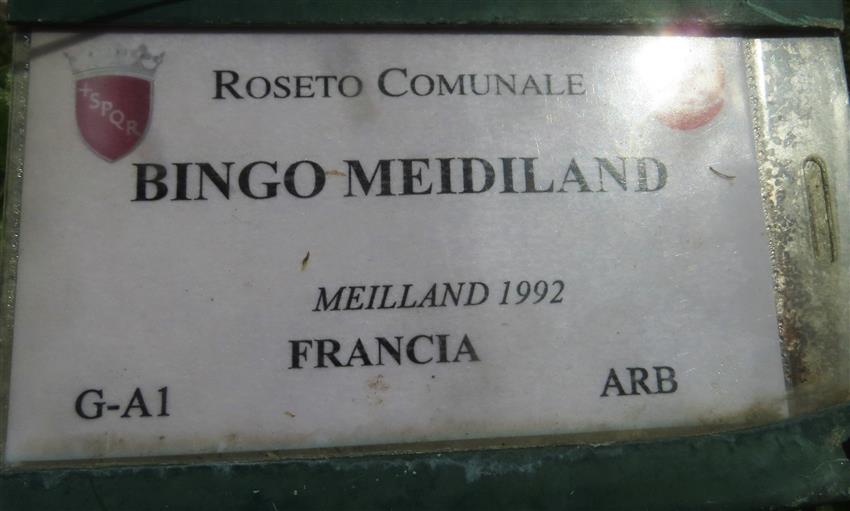 +SPQR
ROSETO COMUNALE
BINGO MEIDILAND
MEILLAND 1992
FRANCIA
G-A1
ARB